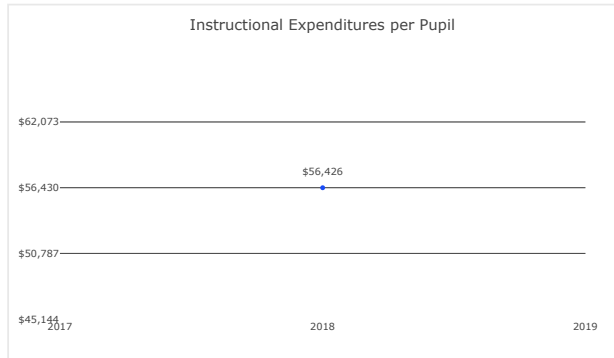 Instructional Expenditures per Pupil
$62,073
$56,426
$56,430
$50,787
$45,144
2017 2018 2019